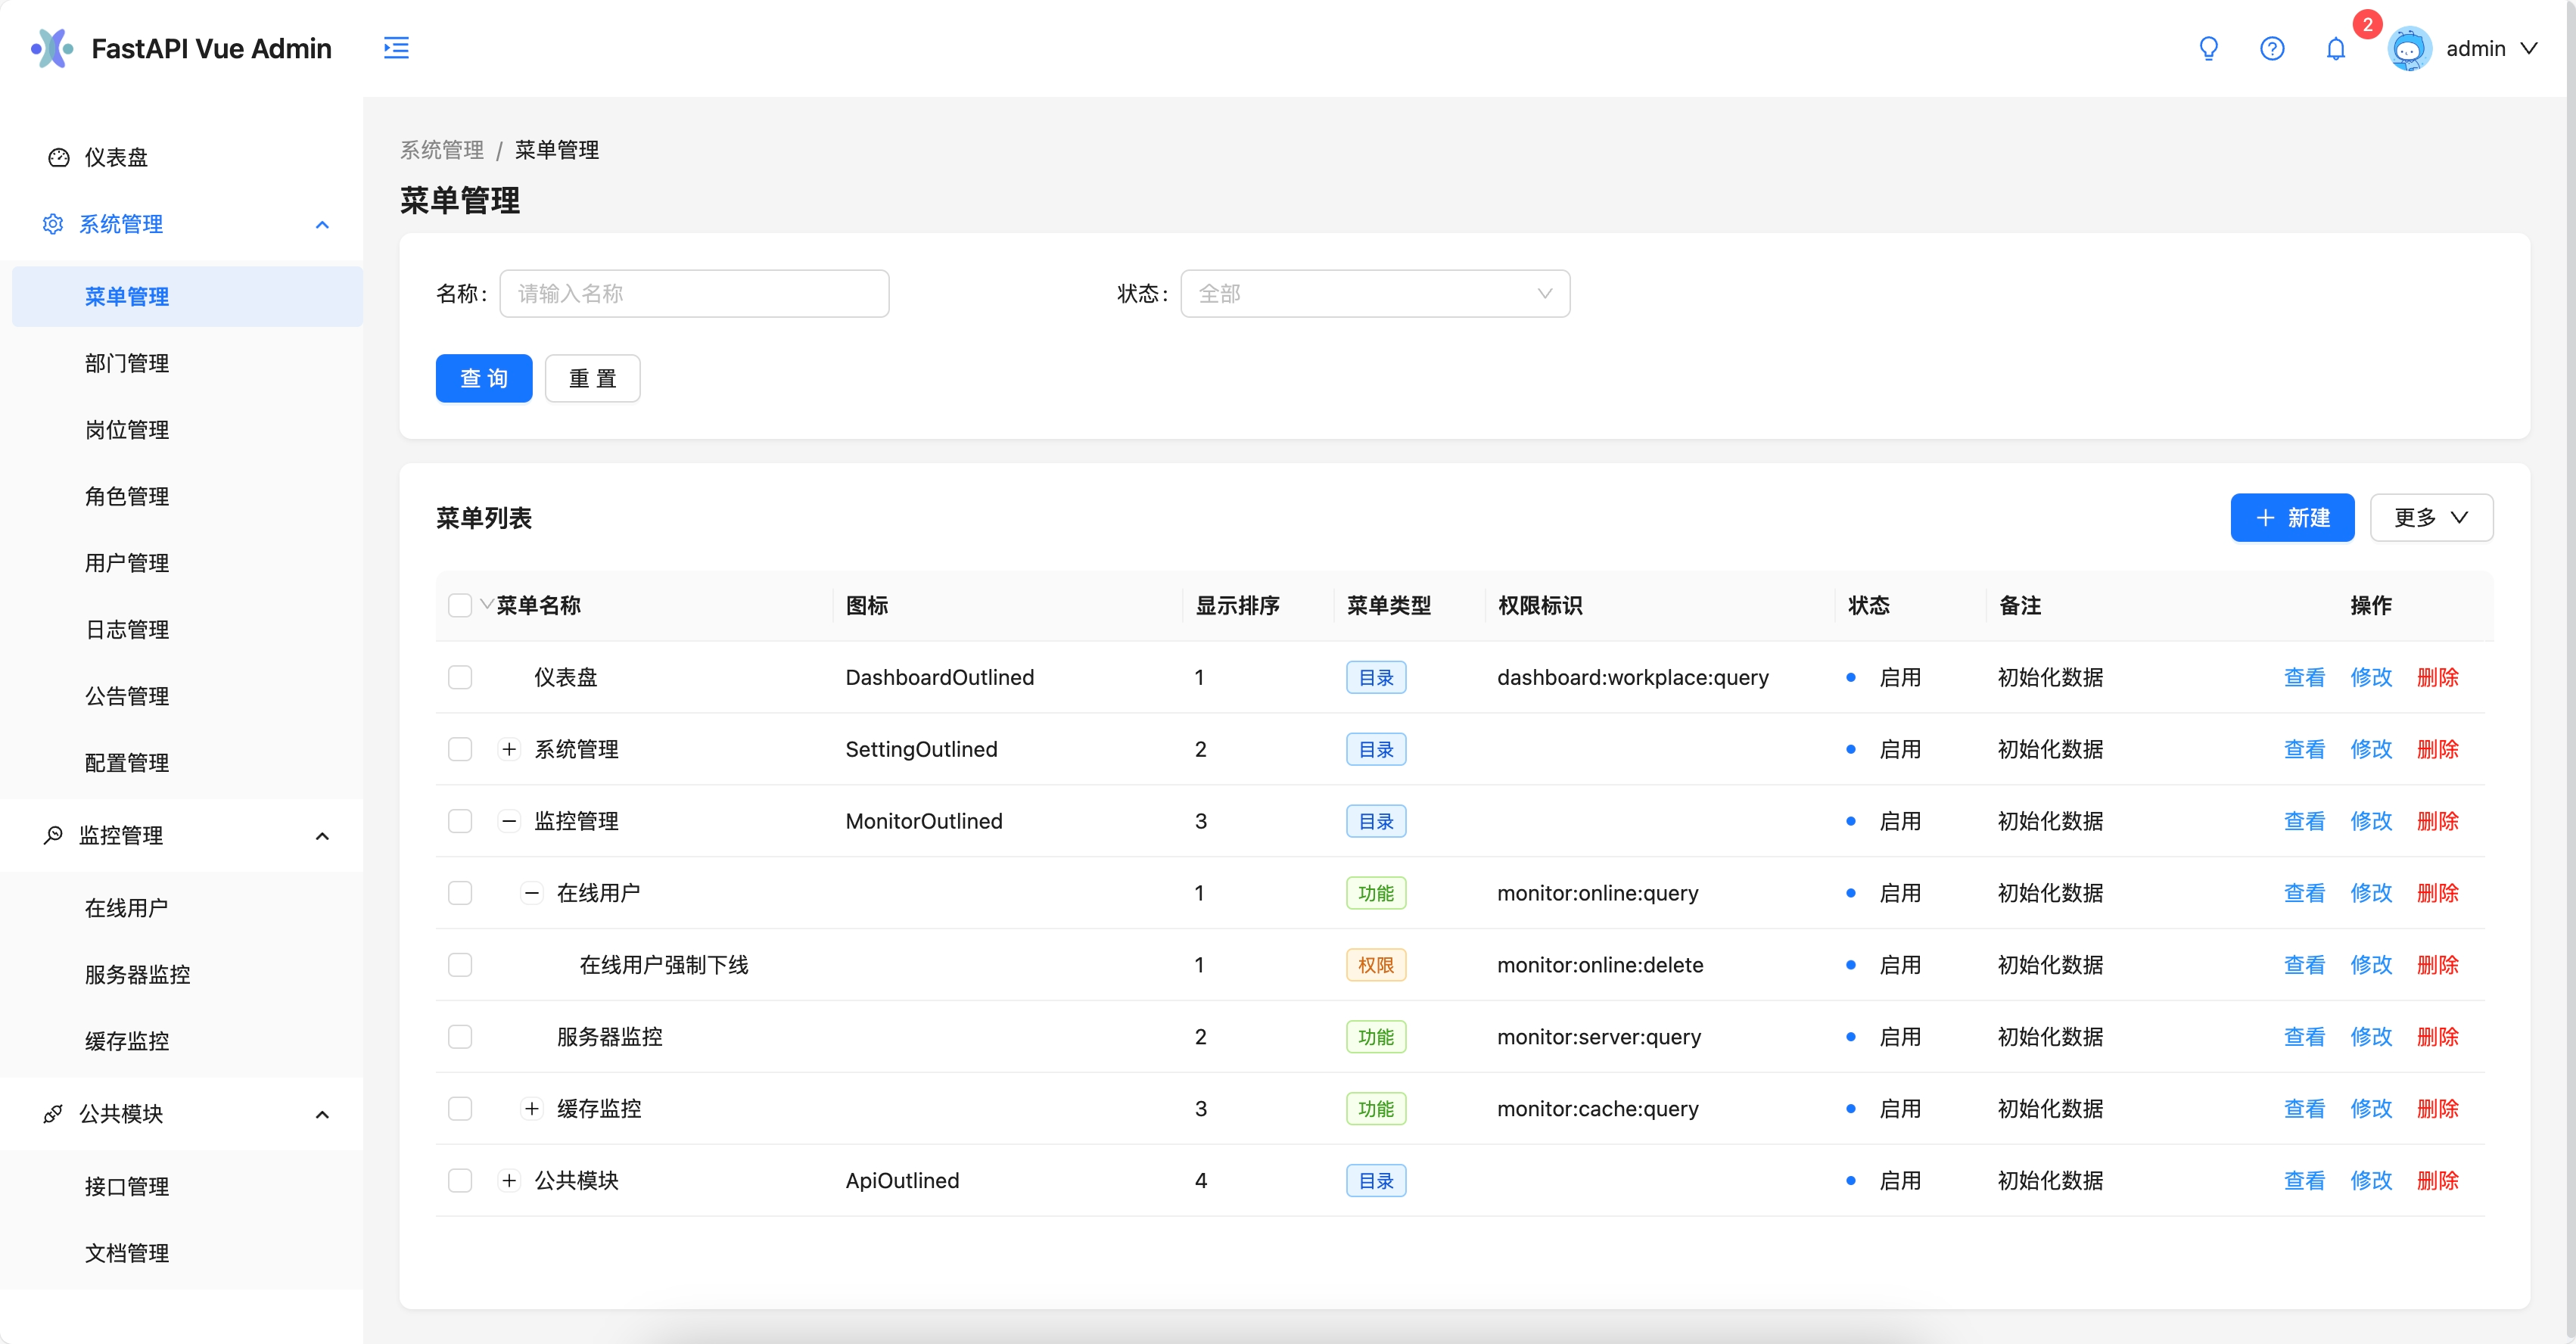 FastAPI Vue Admin
2
admin
仪表盘
系统管理
菜单管理
部门管理
岗位管理
角色管理
用户管理
日志管理
公告管理
配置管理
监控管理
在线用户
服务器监控
缓存监控
公共模块
接口管理
文档管理
系统管理 / 菜单管理
菜单管理
名称: 请输入名称 状态: 全部
查 询 重 置
菜单列表 新建 更多
菜单名称 图标 显示排序 菜单类型 权限标识 状态 备注 操作
仪表盘 DashboardOutlined 1 目录 dashboard:workplace:query 启用 初始化数据 查看 修改 删除
系统管理 SettingOutlined 2 目录 启用 初始化数据 查看 修改 删除
监控管理 MonitorOutlined 3 目录 启用 初始化数据 查看 修改 删除
在线用户 1 功能 monitor:online:query 启用 初始化数据 查看 修改 删除
在线用户强制下线 1 权限 monitor:online:delete 启用 初始化数据 查看 修改 删除
服务器监控 2 功能 monitor:server:query 启用 初始化数据 查看 修改 删除
缓存监控 3 功能 monitor:cache:query 启用 初始化数据 查看 修改 删除
公共模块 ApiOutlined 4 目录 启用 初始化数据 查看 修改 删除